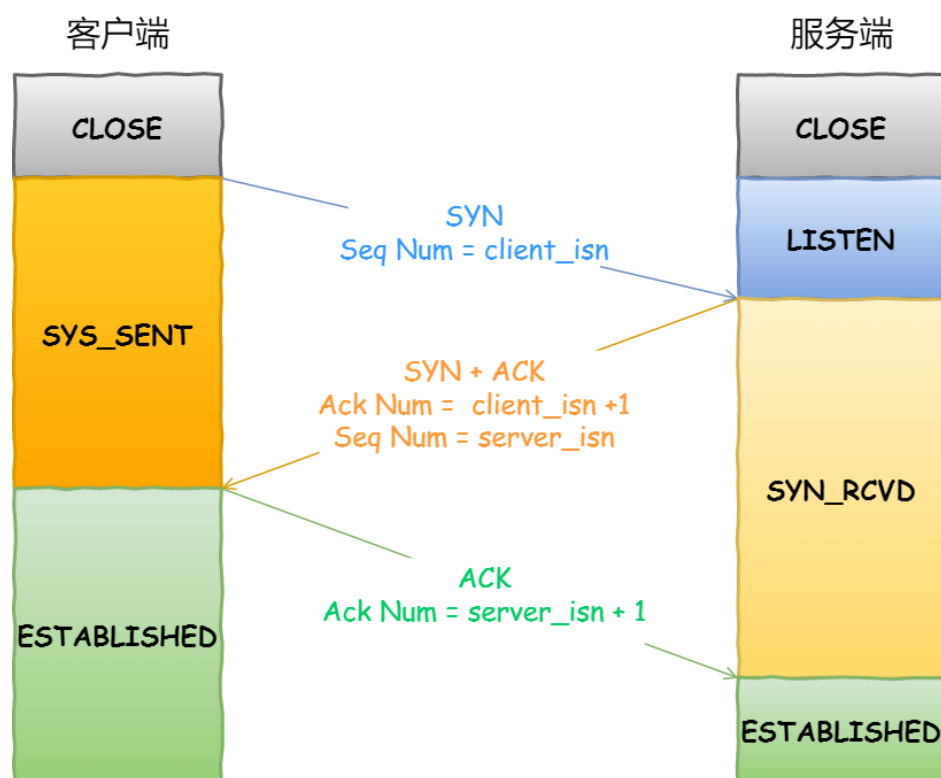 客户端
服务端
CLOSE
CLOSE
SYN
Seq Num = client_isn
LISTEN
SYS_SENT
SYN + ACK
Ack Num = client_isn +1
Seq Num = server_isn
SYN_RCVD
ACK
Ack Num = server_isn + 1
ESTABLISHED
ESTABLISHED